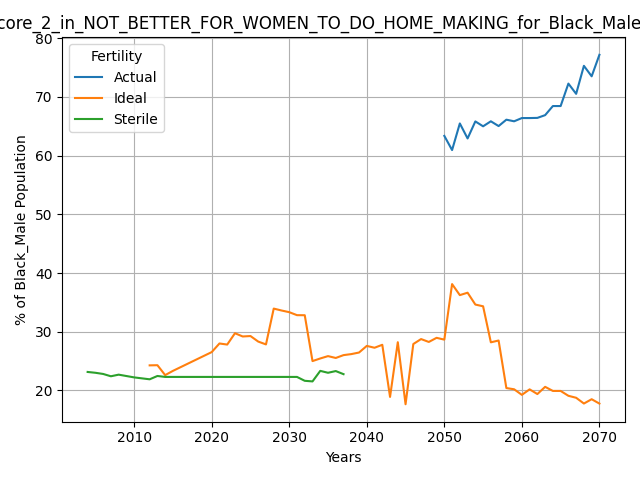 core_2_in_NOT_BETTER_FOR_WOMEN_TO_DO_HOME_MAKING_for_Black_Male
80
70
60
50
40
30
20
% of Black_Male Population
Fertility
Actual
Ideal
Sterile
2010 2020 2030 2040 2050 2060 2070
Years